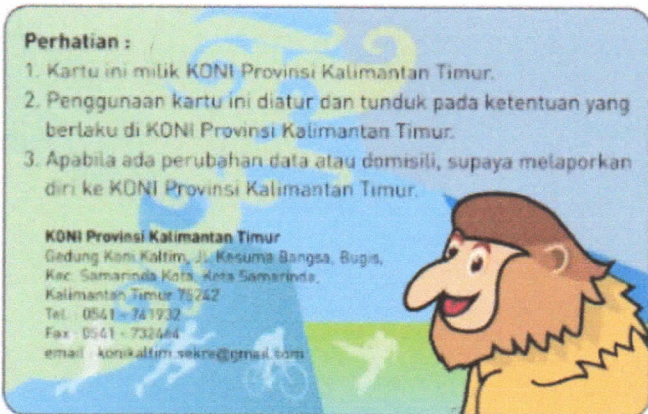 Perhatian :
1. Kartu ini milik KONI Provinsi Kalimantan Timur.
2. Penggunaan kartu ini diatur dan tunduk pada ketentuan yang
berlaku di KONI Provinsi Kalimantan Timur.
3. Apabila ada perubahan data atau domisili, supaya melaporkan
diri ke KONI Provinsi Kalimantan Timur.
KONI Provinsi Kalimantan Timur
Gedung Koni Kaltim, Jl. Kesuma Bangsa, Bugis,
Kec. Samarinda Kota, Kota Samarinda,
Kalimantan Timur 75242
Tel. : 0541 - 741932
Fax : 0541 - 732464
email : konikaltim.sekre@gmail.com